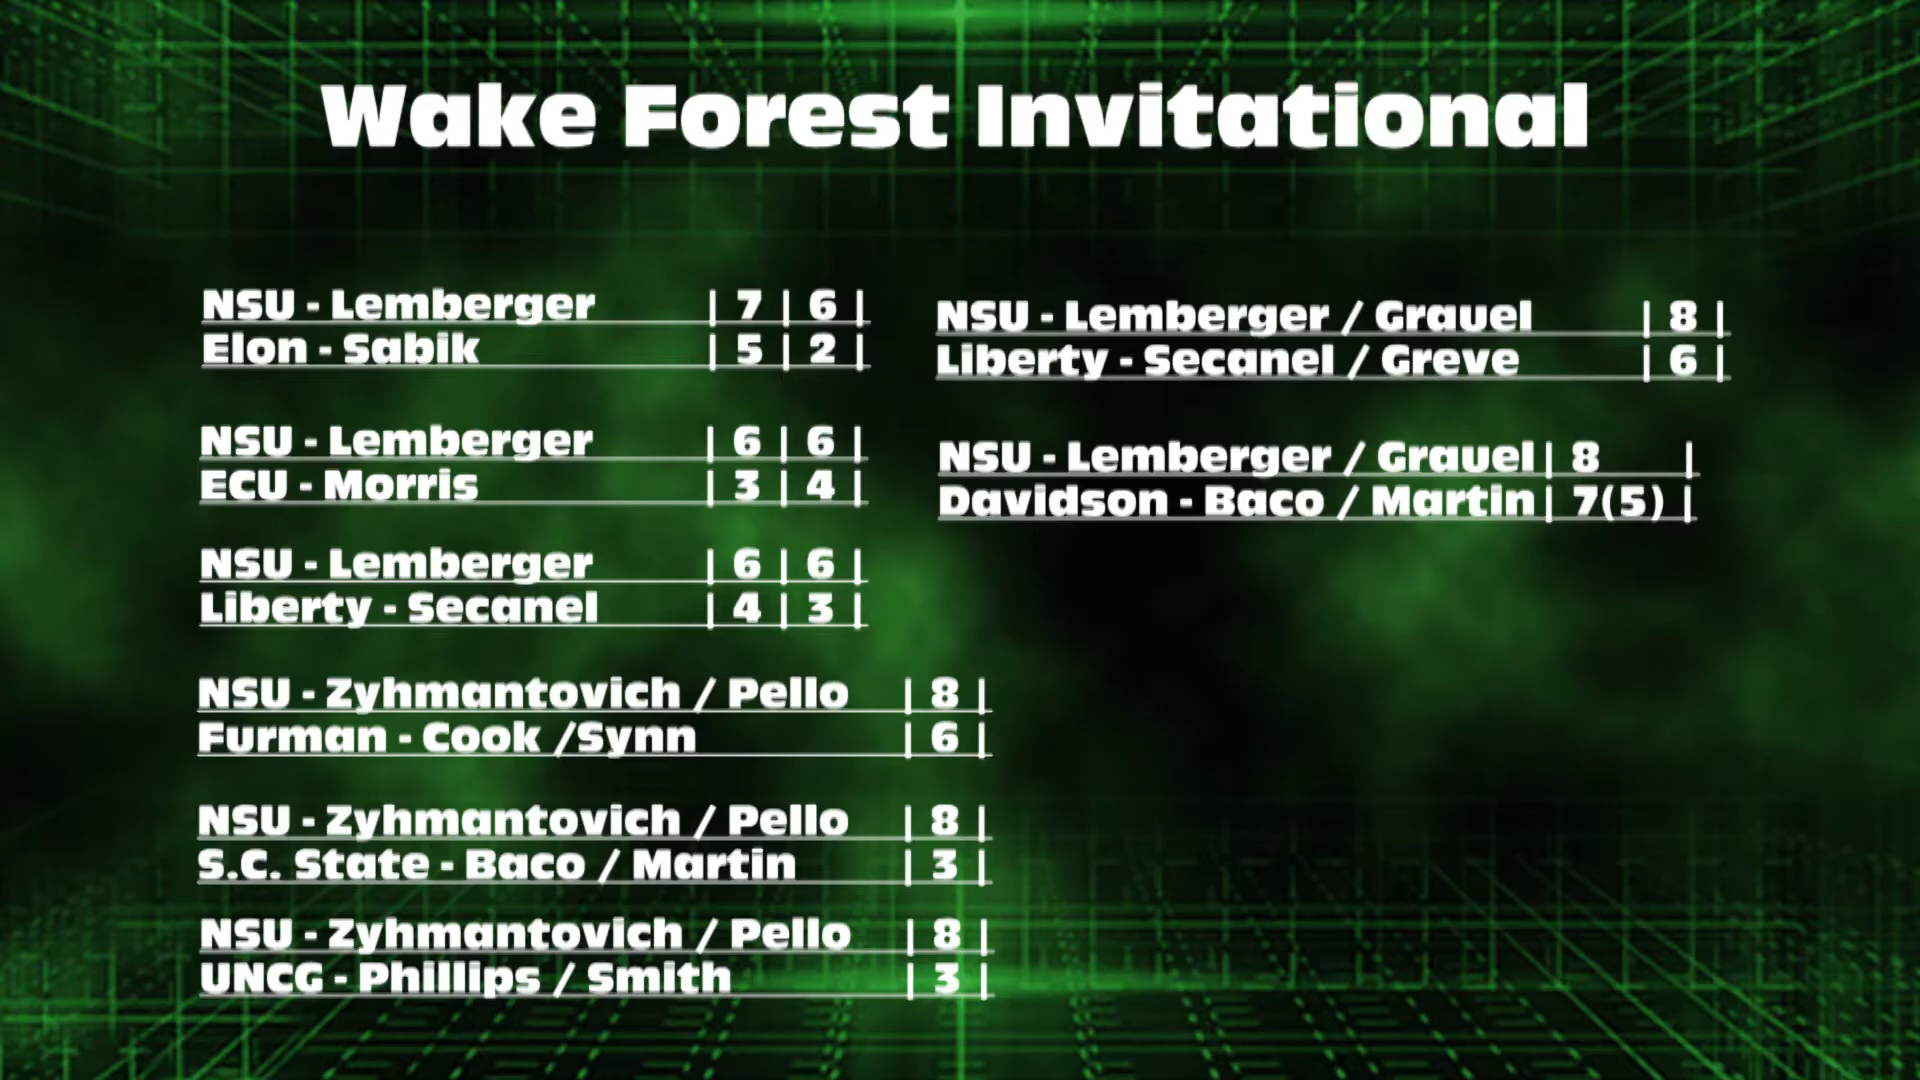 Wake Forest Invitational
NSU - Lemberger | 7 | 6 |
Elon - Sabik | 5 | 2 |
NSU - Lemberger | 6 | 6 |
ECU - Morris | 3 | 4 |
NSU - Lemberger | 6 | 6 |
Liberty - Secanel | 4 | 3 |
NSU - Zyhmantovich / Pello | 8 |
Furman - Cook /Synn | 6 |
NSU - Zyhmantovich / Pello | 8 |
S.C. State - Baco / Martin | 3 |
NSU - Zyhmantovich / Pello | 8 |
UNCG - Phillips / Smith | 3 |
NSU - Lemberger / Grauel | 8 |
Liberty - Secanel / Greve | 6 |
NSU - Lemberger / Grauel| 8 |
Davidson - Baco / Martin| 7(5) |